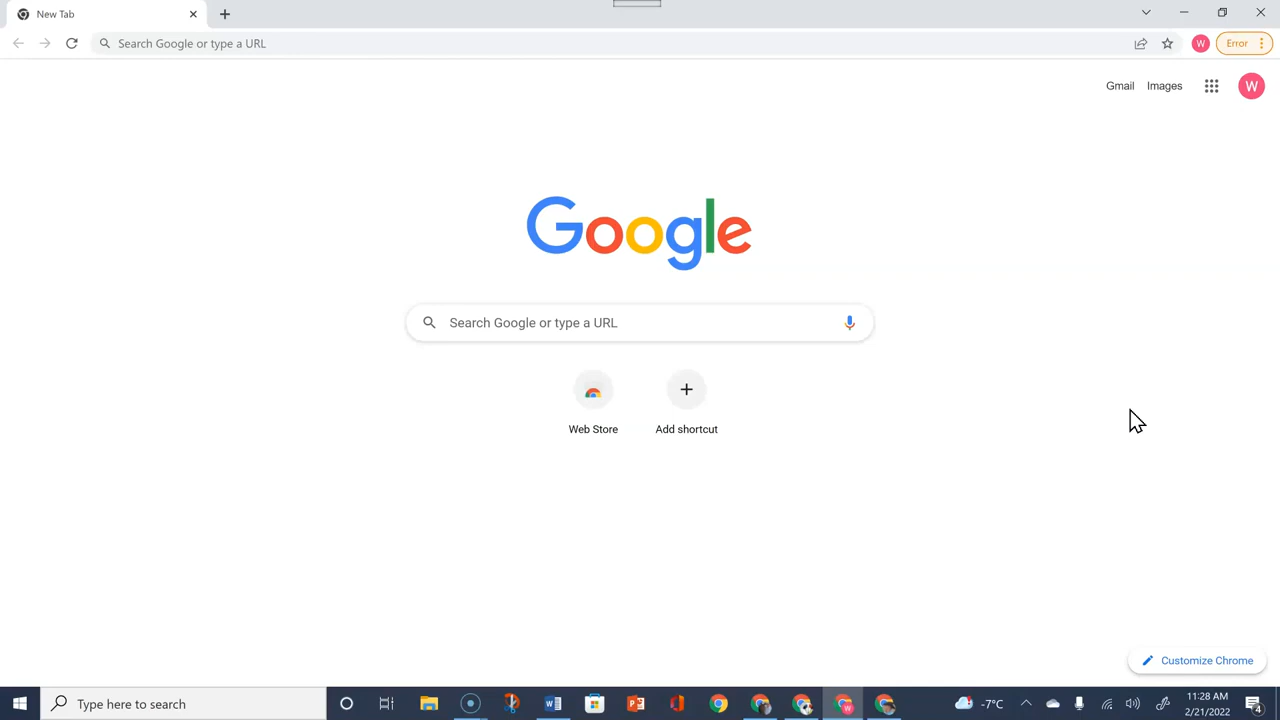 New Tab
Search Google or type a URL
W
Error
Gmail
Images
W
Google
Search Google or type a URL
Web Store
Add shortcut
Customize Chrome
Type here to search
W
P
W
-7°C
11:28 AM
2/21/2022
4